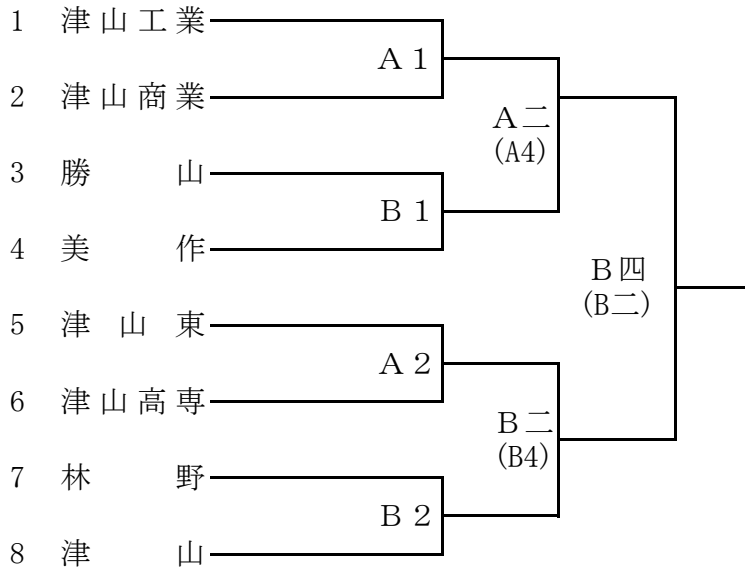 1 津山工業
A 1
2 津山商業
A二
(A4)
3 勝山
B 1
4 美作
B四
(B二)
5 津山東
A 2
6 津山高専
B二
(B4)
7 林野
B 2
8 津山